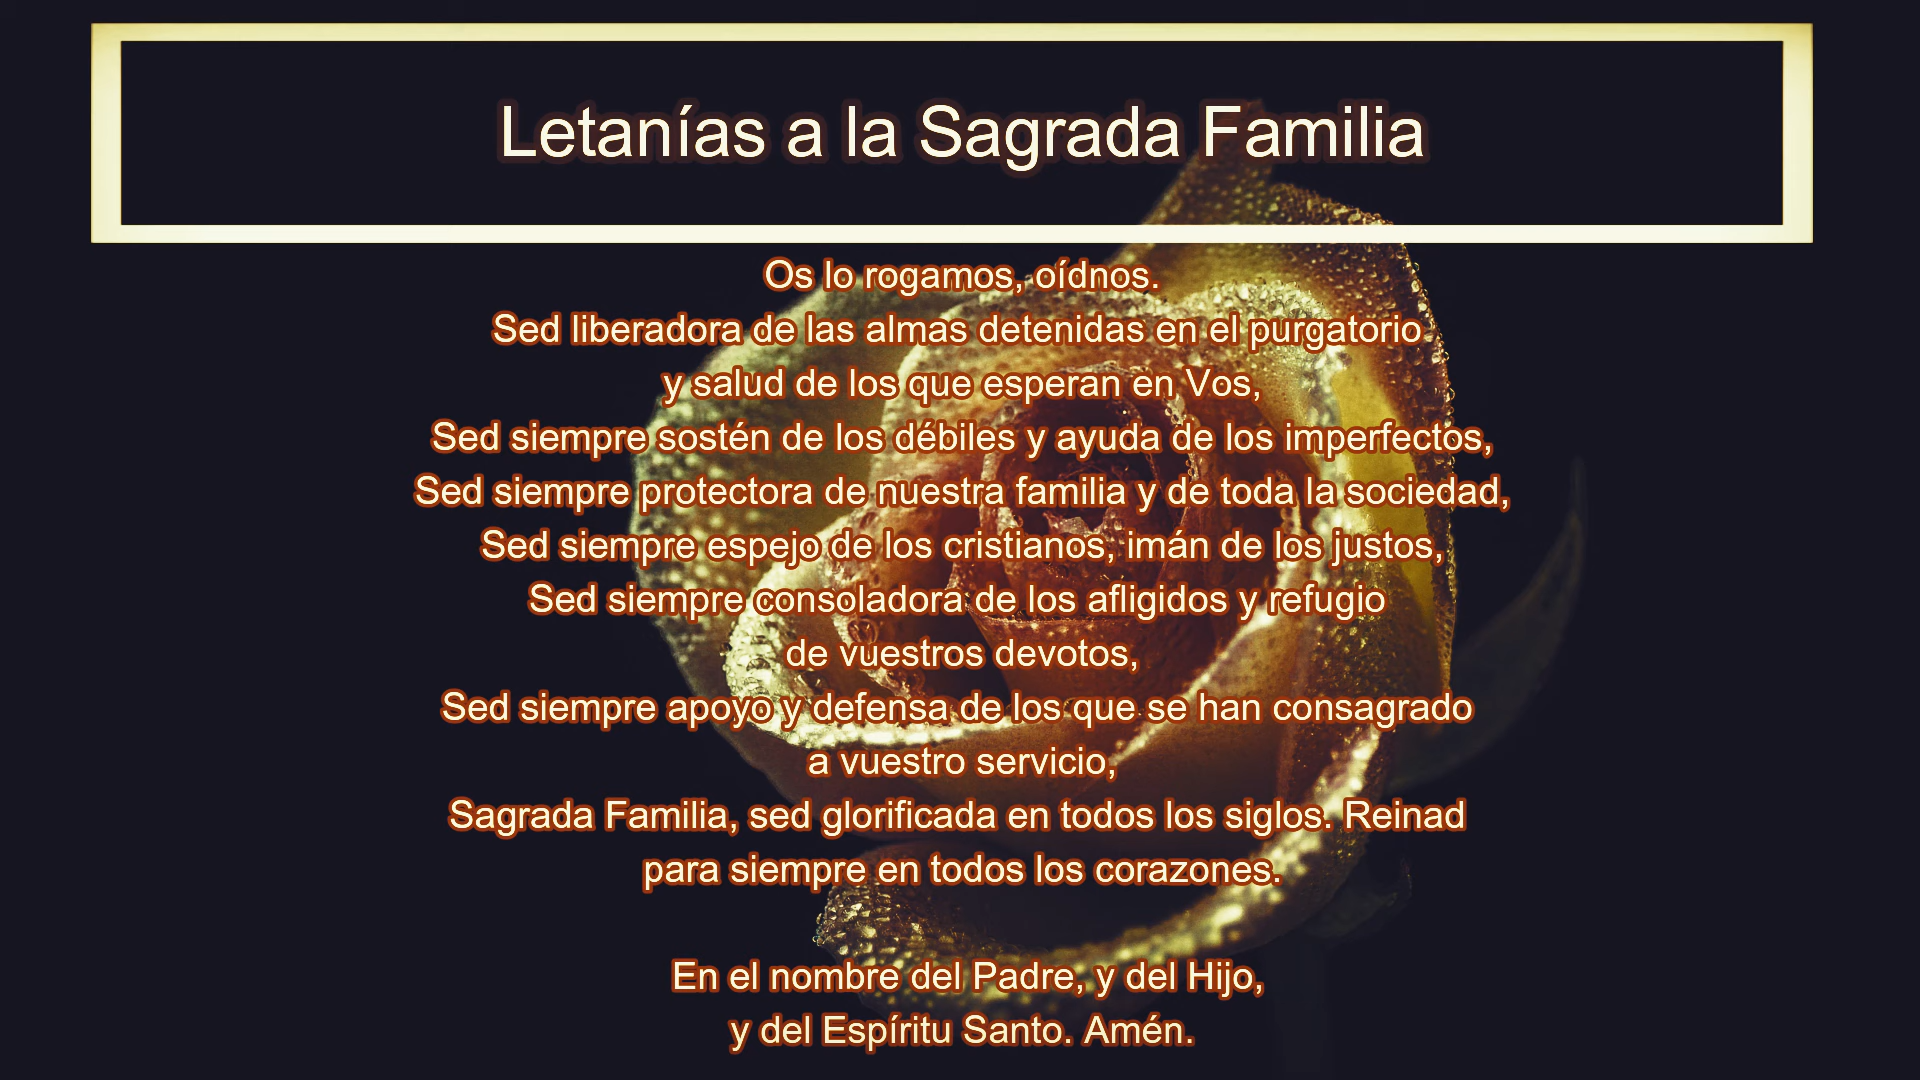 Letanías a la Sagrada Familia
Os lo rogamos, oídnos.
Sed liberadora de las almas detenidas en el purgatorio
y salud de los que esperan en Vos,
Sed siempre sostén de los débiles y ayuda de los imperfectos,
Sed siempre protectora de nuestra familia y de toda la sociedad,
Sed siempre espejo de los cristianos, imán de los justos,
Sed siempre consoladora de los afligidos y refugio
de vuestros devotos,
Sed siempre apoyo y defensa de los que se han consagrado
a vuestro servicio,
Sagrada Familia, sed glorificada en todos los siglos. Reinad
para siempre en todos los corazones.
En el nombre del Padre, y del Hijo,
y del Espíritu Santo. Amén.